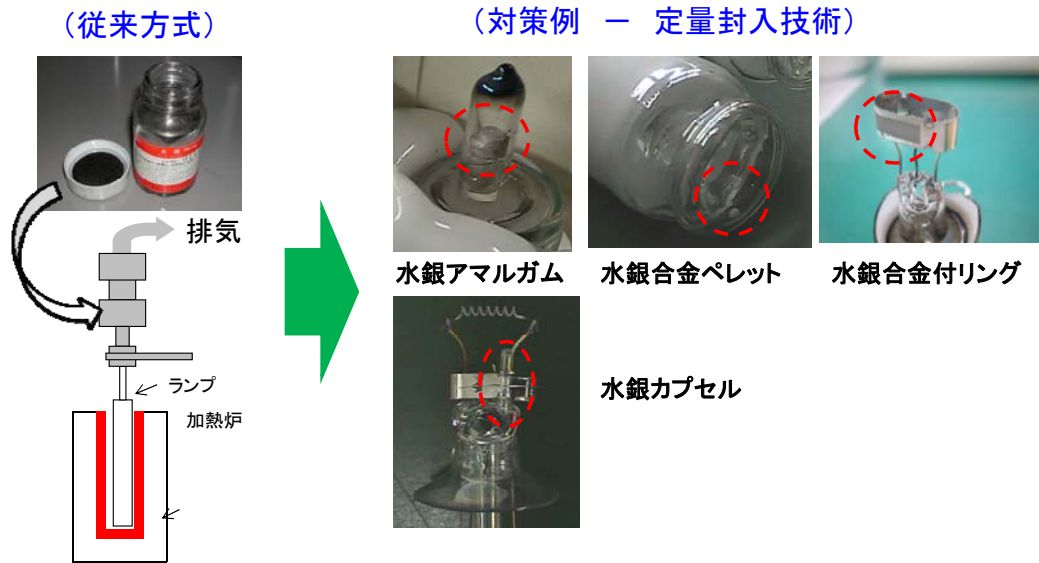 （従来方式）
（対策例　－　定量封入技術）
排気
ランプ
加熱炉
水銀アマルガム
水銀合金ペレット
水銀合金付リング
水銀カプセル